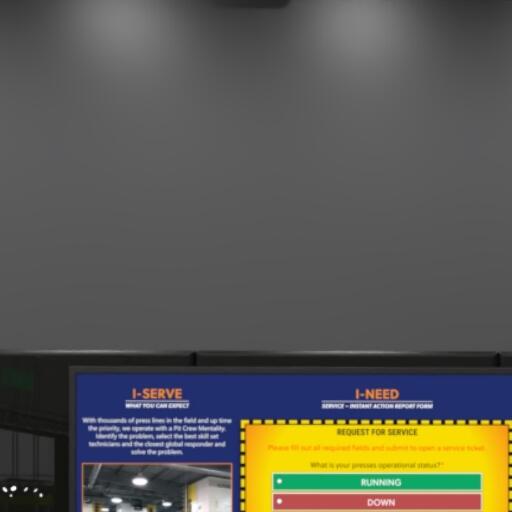 I-SERVE
WHAT YOU CAN EXPECT
With thousands of press lines in the field and up time
the priority, we operate with a Pit Crew Mentality.
Identify the problem, select the best skill set
technicians and the closest global responder and
solve the problem.
I-NEED
SERVICE – INSTANT ACTION REPORT FORM
REQUEST FOR SERVICE
Please fill out all required fields and submit to open a service ticket.
What is your presses operational status?*
RUNNING
DOWN